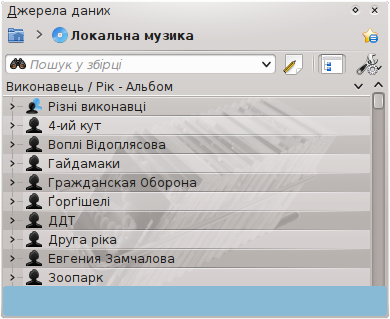 Джерела даних
Локальна музика
Пошук у збірці
Виконавець / Рік - Альбом
Різні виконавці
4-ий кут
Воплі Відоплясова
Гайдамаки
Гражданская Оборона
Ґорґішелі
ДДТ
Друга ріка
Евгения Замчалова
Зоопарк